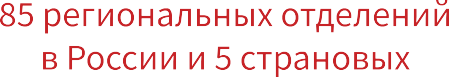 85 региональных отделений
в России и 5 страновых